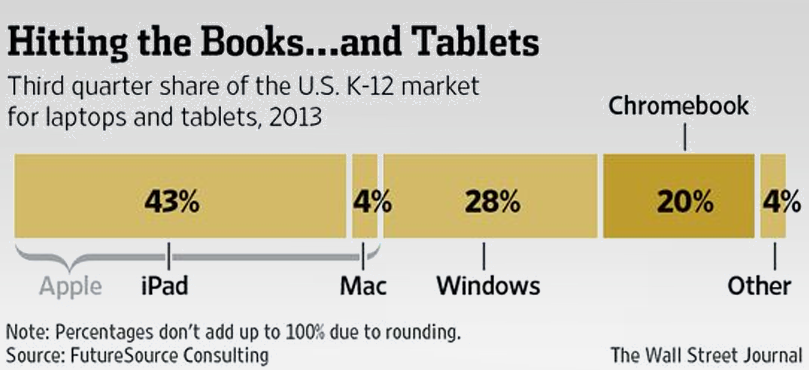 Hitting the Books...and Tablets
Third quarter share of the U.S. K-12 market
for laptops and tablets, 2013
Chromebook
43% 4% 28% 20% 4%
Apple iPad Mac Windows Other
Note: Percentages don't add up to 100% due to rounding.
Source: FutureSource Consulting
The Wall Street Journal